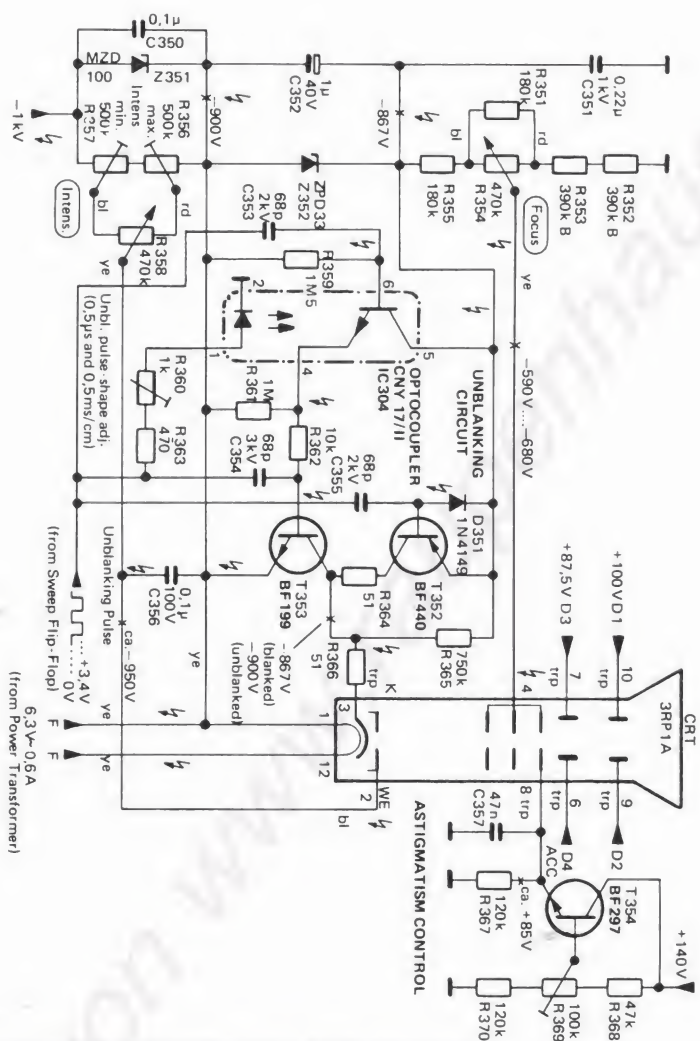 +140V
47k
R368
100k
R369
120k
R370
T354
BF297
ca. +85V
120k
R367
47n
C357
ASTIGMATISM CONTROL
ACC
D2
D4
9
6
trp
trp
8 trp
CRT
3RP1A
WE
2
bl
1
10
7
trp
trp
4
K
3
1
12
+100V D1
+87,5V D3
trp
R366
51
750k
R365
-867V
(blanked)
-900V
(unblanked)
T352
BF440
R364
51
T353
BF199
0,1µ
100V
C356
ye
ye F
ye F
6,3V~0,6A
(from Power Transformer)
D351
1N4149
68p
2kV
C355
-590V....-680V
UNBLANKING
CIRCUIT
OPTOCOUPLER
CNY 17/II
IC304
10k
R362
68p
3kV
C354
1M
R361
R363
470
R360
1k
5
4
6
1
2
ca. -950V
Unblanking Pulse
+3,4V
0V
(from Sweep Flip-Flop)
Unbl. pulse-shape adj.
(0,5µs and 0,5ms/cm)
R359
1M5
68p
2kV
C353
ye
Focus
R352
390k B
R353
390k B
rd
470k
R354
R351
180k
bl
R355
180k
ZPD33
Z352
-867V
-900V
0,22µ
1kV
C351
1µ
40V
C352
R358
470k
ye
rd
bl
Intens.
R356
500k
max.
Intens
min.
500k
R357
MZD
100
Z351
0,1µ
C350
-1kV